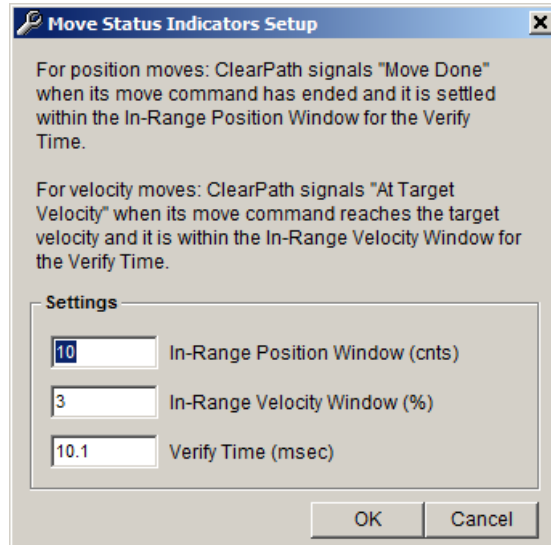 Move Status Indicators Setup
For position moves: ClearPath signals "Move Done"
when its move command has ended and it is settled
within the In-Range Position Window for the Verify
Time.
For velocity moves: ClearPath signals "At Target
Velocity" when its move command reaches the target
velocity and it is within the In-Range Velocity Window for
the Verify Time.
Settings
10 In-Range Position Window (cnts)
3 In-Range Velocity Window (%)
10.1 Verify Time (msec)
OK Cancel